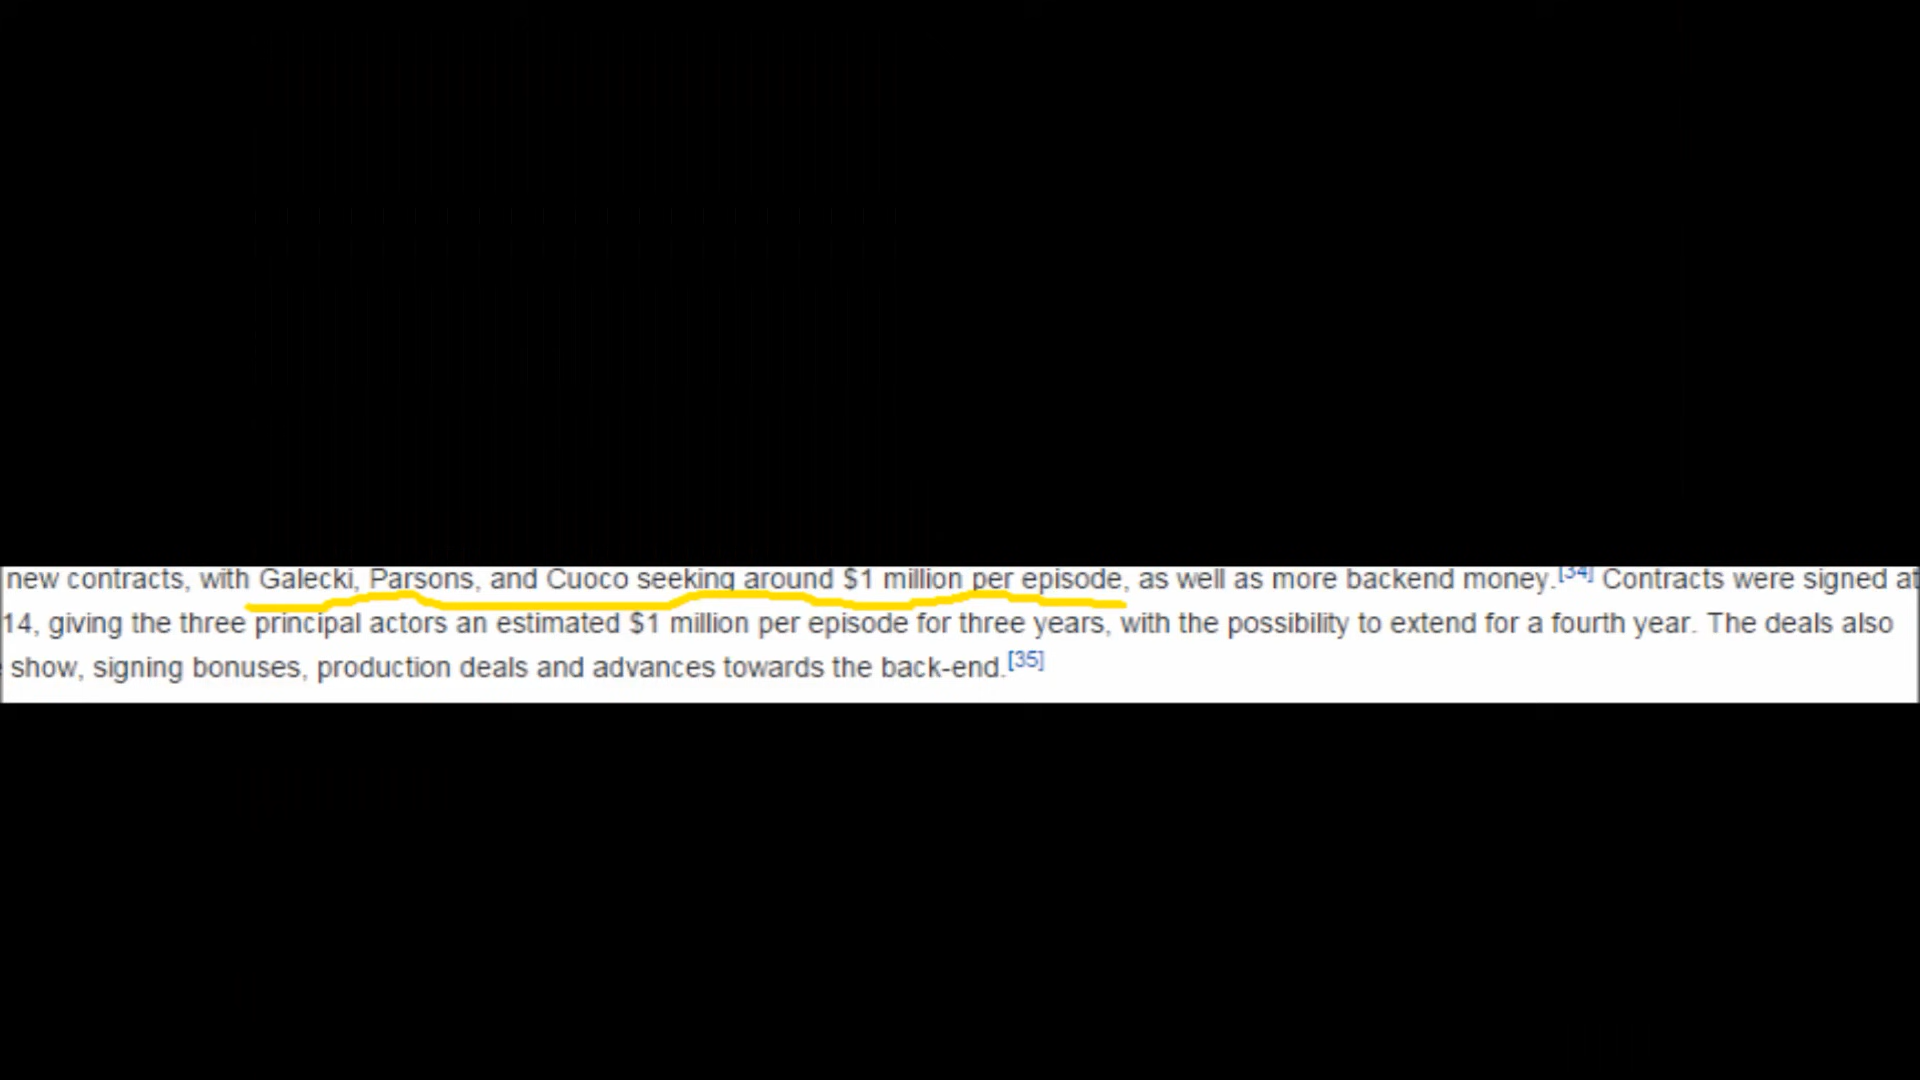 new contracts, with Galecki, Parsons, and Cuoco seeking around $1 million per episode, as well as more backend money.[34] Contracts were signed at
14, giving the three principal actors an estimated $1 million per episode for three years, with the possibility to extend for a fourth year. The deals also
show, signing bonuses, production deals and advances towards the back-end.[35]